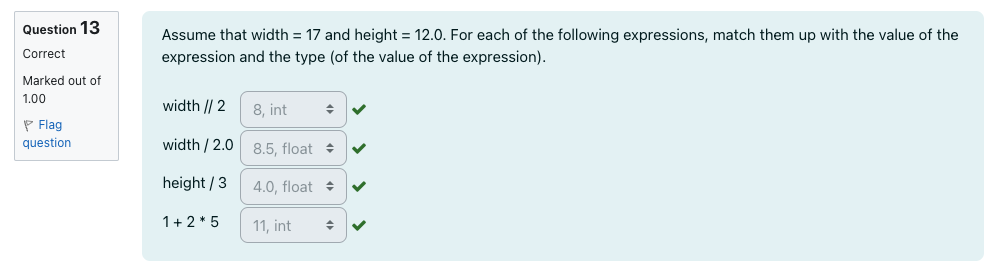 Question 13
Correct
Marked out of
1.00
Flag
question
Assume that width = 17 and height = 12.0. For each of the following expressions, match them up with the value of the
expression and the type (of the value of the expression).
width // 2 8, int
width / 2.0 8.5, float
height / 3 4.0, float
1 + 2 * 5 11, int